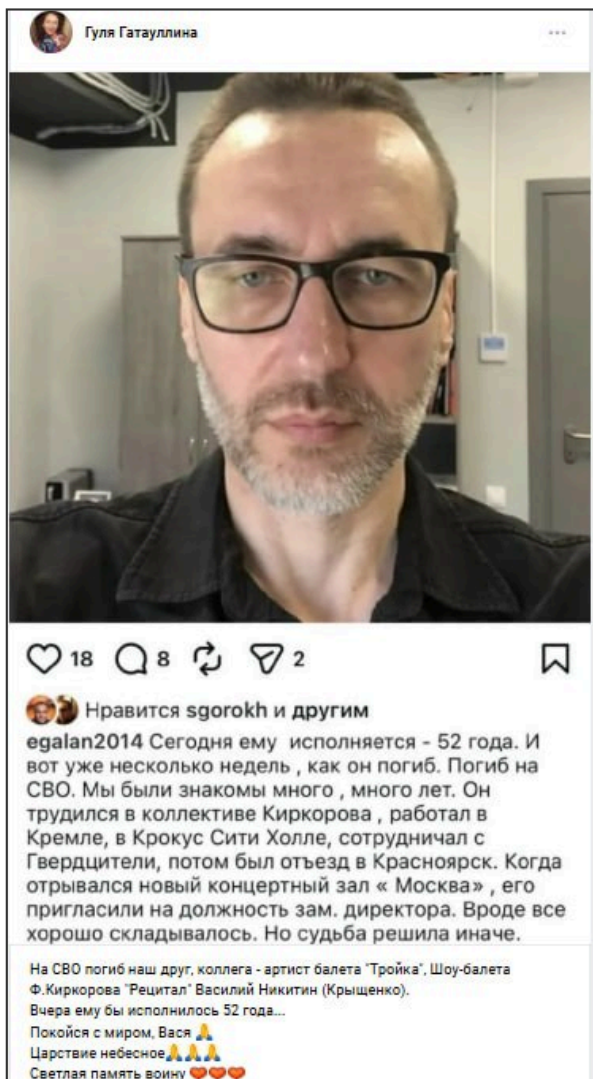 Гуля Гатауллина
18 8 2
Нравится sgorokh и другим
egalan2014 Сегодня ему исполняется - 52 года. И
вот уже несколько недель , как он погиб. Погиб на
СВО. Мы были знакомы много , много лет. Он
трудился в коллективе Киркорова , работал в
Кремле, в Крокус Сити Холле, сотрудничал с
Гвердцители, потом был отъезд в Красноярск. Когда
отрывался новый концертный зал « Москва» , его
пригласили на должность зам. директора. Вроде все
хорошо складывалось. Но судьба решила иначе.
На СВО погиб наш друг, коллега - артист балета "Тройка", Шоу-балета
Ф.Киркорова "Рецитал" Василий Никитин (Крыщенко).
Вчера ему бы исполнилось 52 года...
Покойся с миром, Вася 🙏
Царствие небесное🙏🙏🙏
Светлая память воину ❤️❤️❤️